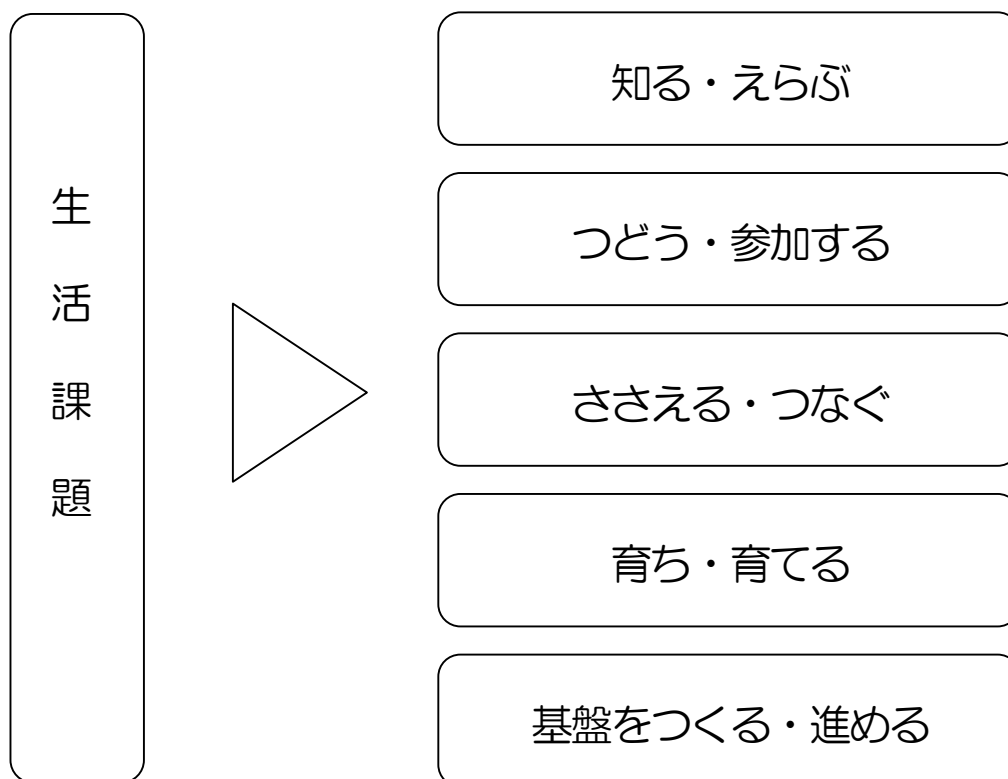 生活課題
知る・えらぶ
つどう・参加する
ささえる・つなぐ
育ち・育てる
基盤をつくる・進める